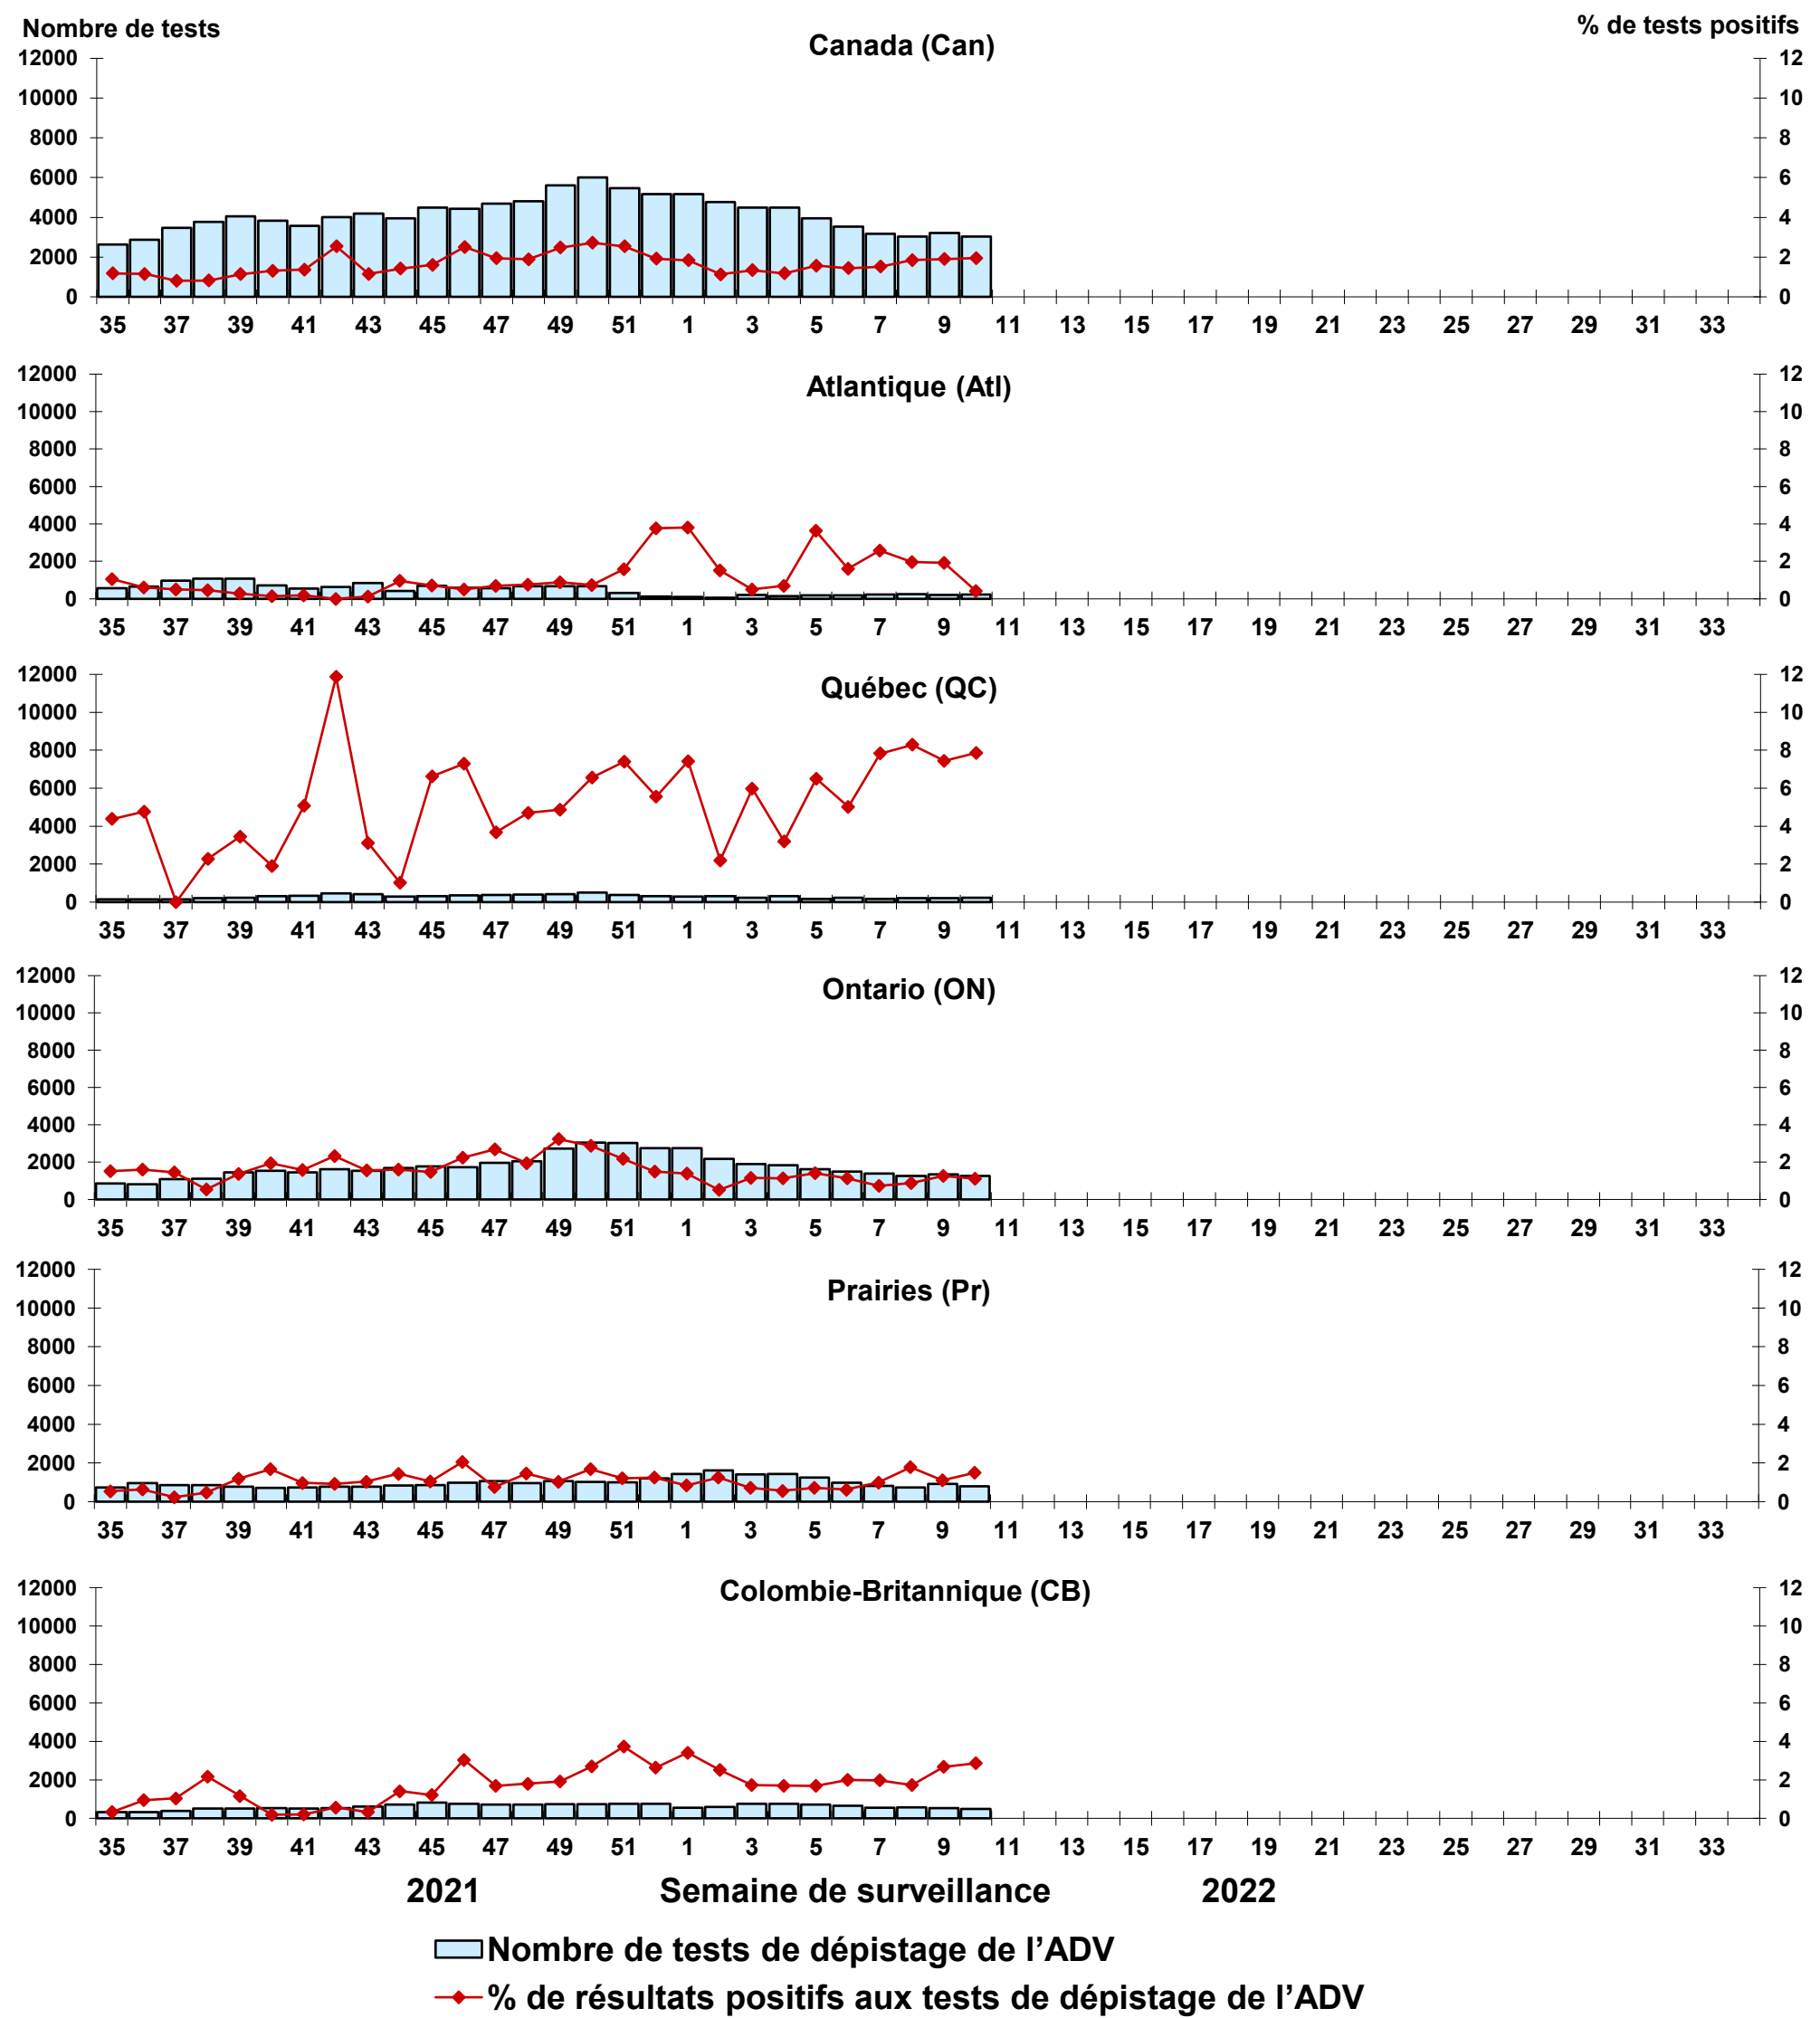 Nombre de tests % de tests positifs
Canada (Can)
12000 12
10000 10
8000 8
6000 6
4000 4
2000 2
0 0
35 37 39 41 43 45 47 49 51 1 3 5 7 9 11 13 15 17 19 21 23 25 27 29 31 33
Atlantique (Atl)
12000 12
10000 10
8000 8
6000 6
4000 4
2000 2
0 0
35 37 39 41 43 45 47 49 51 1 3 5 7 9 11 13 15 17 19 21 23 25 27 29 31 33
Québec (QC)
12000 12
10000 10
8000 8
6000 6
4000 4
2000 2
0 0
35 37 39 41 43 45 47 49 51 1 3 5 7 9 11 13 15 17 19 21 23 25 27 29 31 33
Ontario (ON)
12000 12
10000 10
8000 8
6000 6
4000 4
2000 2
0 0
35 37 39 41 43 45 47 49 51 1 3 5 7 9 11 13 15 17 19 21 23 25 27 29 31 33
Prairies (Pr)
12000 12
10000 10
8000 8
6000 6
4000 4
2000 2
0 0
35 37 39 41 43 45 47 49 51 1 3 5 7 9 11 13 15 17 19 21 23 25 27 29 31 33
Colombie-Britannique (CB)
12000 12
10000 10
8000 8
6000 6
4000 4
2000 2
0 0
35 37 39 41 43 45 47 49 51 1 3 5 7 9 11 13 15 17 19 21 23 25 27 29 31 33
2021 Semaine de surveillance 2022
Nombre de tests de dépistage de l’ADV
% de résultats positifs aux tests de dépistage de l’ADV